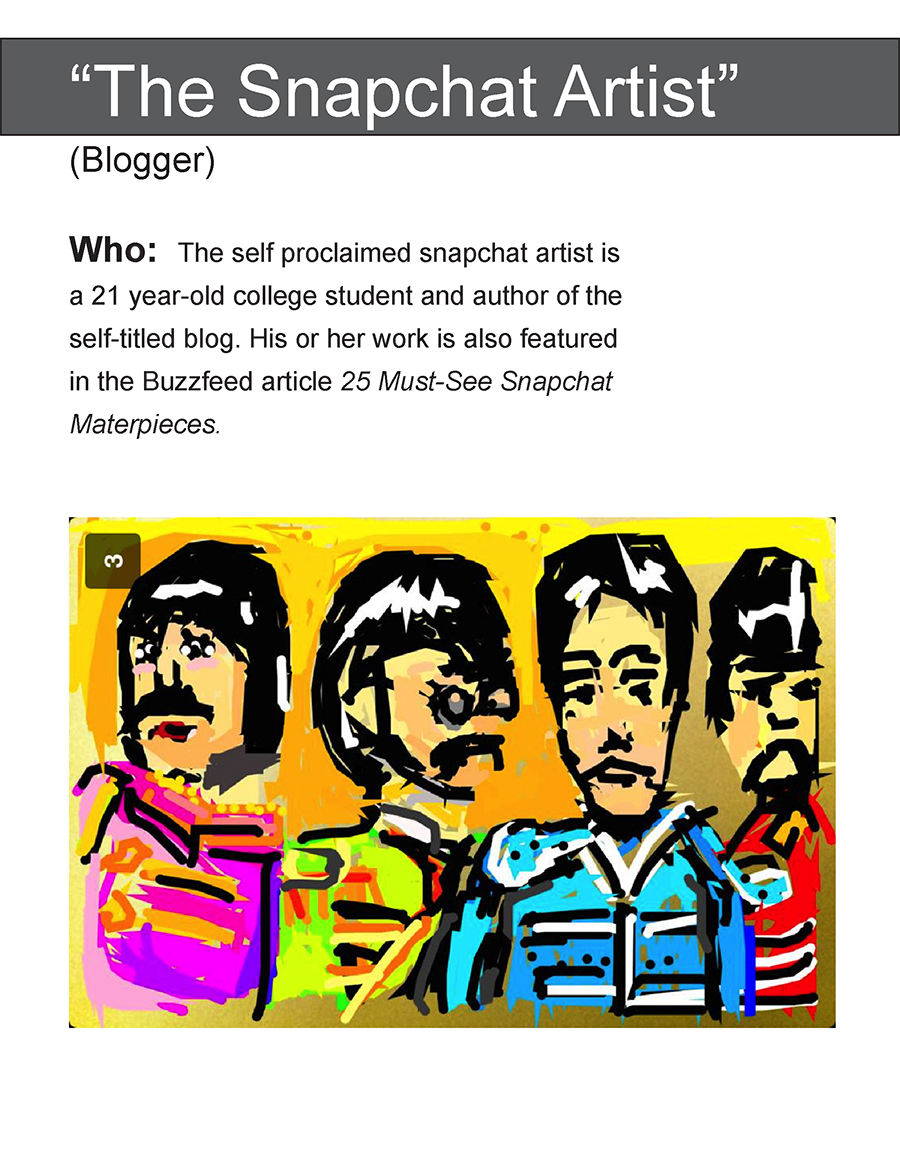 “The Snapchat Artist”
(Blogger)
Who: The self proclaimed snapchat artist is
a 21 year-old college student and author of the
self-titled blog. His or her work is also featured
in the Buzzfeed article 25 Must-See Snapchat
Materpieces.
3